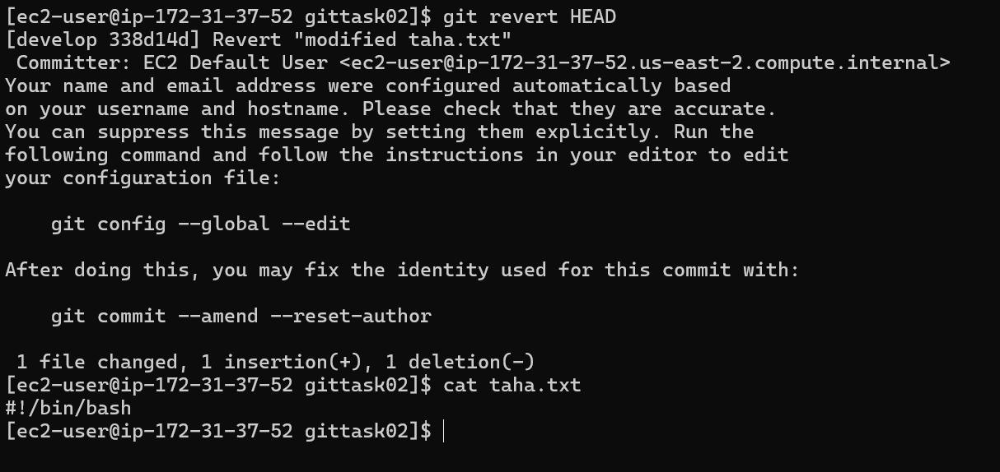 [ec2-user@ip-172-31-37-52 gittask02]$ git revert HEAD
[develop 338d14d] Revert "modified taha.txt"
 Committer: EC2 Default User <ec2-user@ip-172-31-37-52.us-east-2.compute.internal>
Your name and email address were configured automatically based
on your username and hostname. Please check that they are accurate.
You can suppress this message by setting them explicitly. Run the
following command and follow the instructions in your editor to edit
your configuration file:

    git config --global --edit

After doing this, you may fix the identity used for this commit with:

    git commit --amend --reset-author

 1 file changed, 1 insertion(+), 1 deletion(-)
[ec2-user@ip-172-31-37-52 gittask02]$ cat taha.txt
#!/bin/bash
[ec2-user@ip-172-31-37-52 gittask02]$